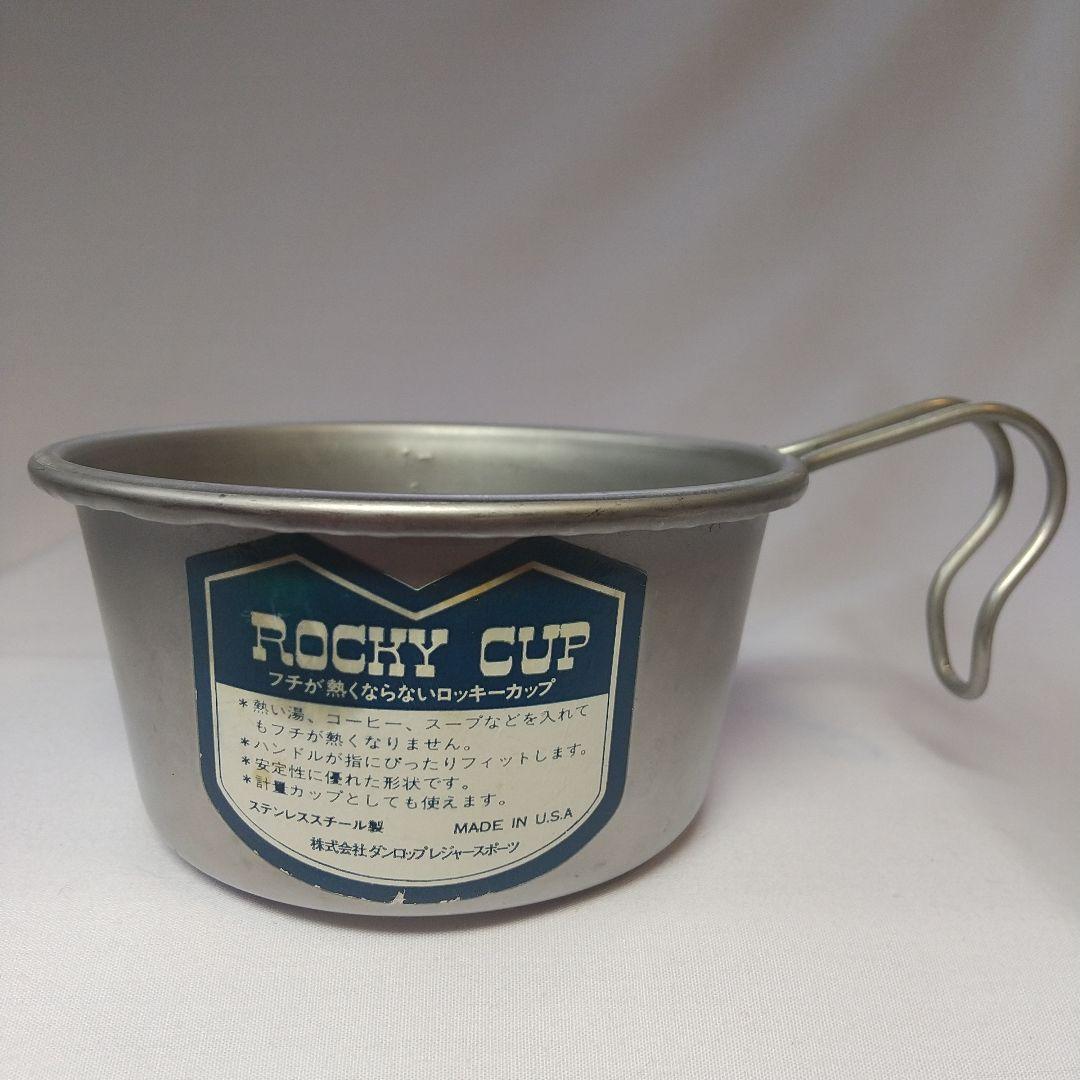 ROCKY CUP
フチが熱くならないロッキーカップ
*熱い湯、コーヒー、スープなどを入れて
もフチが熱くなりません。
*ハンドルが指にぴったりフィットします。
*安定性に優れた形状です。
*計量カップとしても使えます。
ステンレススチール製 MADE IN U.S.A
株式会社ダンロップレジャースポーツ